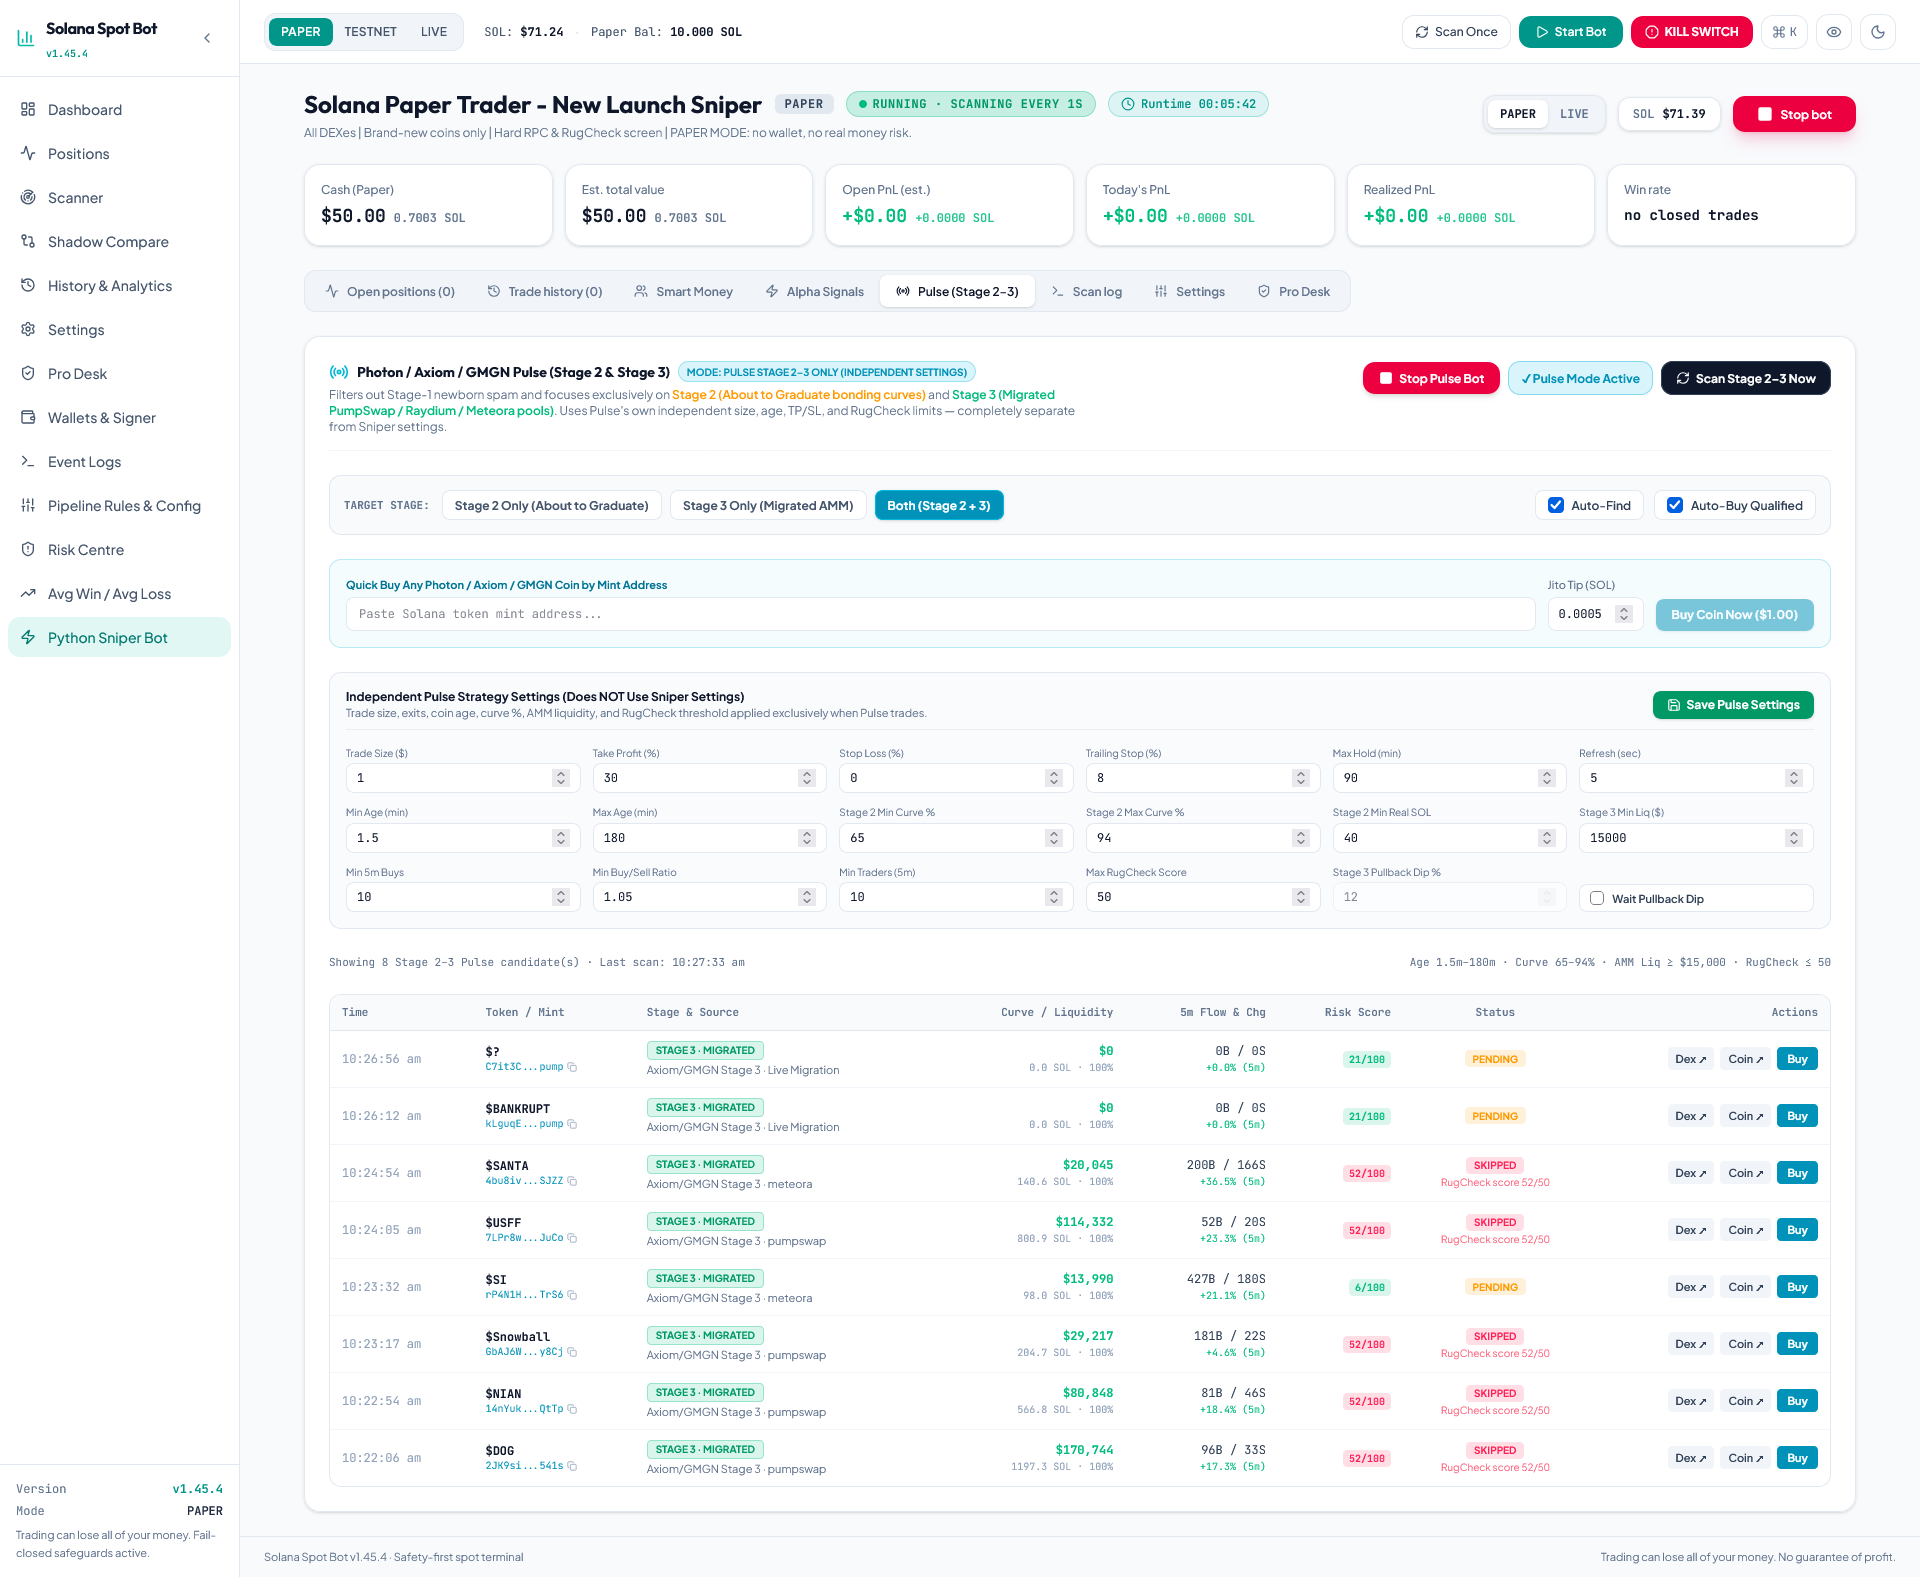 Solana Spot Bot
v1.45.4
PAPER TESTNET LIVE SOL: $71.24 · Paper Bal: 10.000 SOL
Scan Once Start Bot KILL SWITCH ⌘ K
Dashboard
Positions
Scanner
Shadow Compare
History & Analytics
Settings
Pro Desk
Wallets & Signer
Event Logs
Pipeline Rules & Config
Risk Centre
Avg Win / Avg Loss
Python Sniper Bot
Version v1.45.4
Mode PAPER
Trading can lose all of your money. Fail-
closed safeguards active.
Solana Paper Trader - New Launch Sniper PAPER RUNNING · SCANNING EVERY 1S Runtime 00:05:42
All DEXes | Brand-new coins only | Hard RPC & RugCheck screen | PAPER MODE: no wallet, no real money risk.
PAPER LIVE SOL $71.39 Stop bot
Cash (Paper)
$50.00 0.7003 SOL
Est. total value
$50.00 0.7003 SOL
Open PnL (est.)
+$0.00 +0.0000 SOL
Today's PnL
+$0.00 +0.0000 SOL
Realized PnL
+$0.00 +0.0000 SOL
Win rate
no closed trades
Open positions (0) Trade history (0) Smart Money Alpha Signals Pulse (Stage 2–3) Scan log Settings Pro Desk
Photon / Axiom / GMGN Pulse (Stage 2 & Stage 3) MODE: PULSE STAGE 2–3 ONLY (INDEPENDENT SETTINGS)
Filters out Stage-1 newborn spam and focuses exclusively on Stage 2 (About to Graduate bonding curves) and Stage 3 (Migrated
PumpSwap / Raydium / Meteora pools). Uses Pulse's own independent size, age, TP/SL, and RugCheck limits — completely separate
from Sniper settings.
Stop Pulse Bot ✓ Pulse Mode Active Scan Stage 2–3 Now
TARGET STAGE: Stage 2 Only (About to Graduate) Stage 3 Only (Migrated AMM) Both (Stage 2 + 3) Auto-Find Auto-Buy Qualified
Quick Buy Any Photon / Axiom / GMGN Coin by Mint Address Jito Tip (SOL)
Paste Solana token mint address... 0.0005 Buy Coin Now ($1.00)
Independent Pulse Strategy Settings (Does NOT Use Sniper Settings)
Trade size, exits, coin age, curve %, AMM liquidity, and RugCheck threshold applied exclusively when Pulse trades.
Save Pulse Settings
Trade Size ($) Take Profit (%) Stop Loss (%) Trailing Stop (%) Max Hold (min) Refresh (sec)
1 30 0 8 90 5
Min Age (min) Max Age (min) Stage 2 Min Curve % Stage 2 Max Curve % Stage 2 Min Real SOL Stage 3 Min Liq ($)
1.5 180 65 94 40 15000
Min 5m Buys Min Buy/Sell Ratio Min Traders (5m) Max RugCheck Score Stage 3 Pullback Dip %
10 1.05 10 50 12 Wait Pullback Dip
Showing 8 Stage 2–3 Pulse candidate(s) · Last scan: 10:27:33 am Age 1.5m–180m · Curve 65–94% · AMM Liq ≥ $15,000 · RugCheck ≤ 50
Time Token / Mint Stage & Source Curve / Liquidity 5m Flow & Chg Risk Score Status Actions
10:26:56 am $? STAGE 3 · MIGRATED $0 0B / 0S 21/100 PENDING Dex ↗ Coin ↗ Buy
C7it3C...pump Axiom/GMGN Stage 3 · Live Migration 0.0 SOL · 100% +0.0% (5m)
10:26:12 am $BANKRUPT STAGE 3 · MIGRATED $0 0B / 0S 21/100 PENDING Dex ↗ Coin ↗ Buy
kLguqE...pump Axiom/GMGN Stage 3 · Live Migration 0.0 SOL · 100% +0.0% (5m)
10:24:54 am $SANTA STAGE 3 · MIGRATED $20,045 200B / 166S 52/100 SKIPPED Dex ↗ Coin ↗ Buy
4bu8iv...SJZZ Axiom/GMGN Stage 3 · meteora 140.6 SOL · 100% +36.5% (5m) RugCheck score 52/50
10:24:05 am $USFF STAGE 3 · MIGRATED $114,332 52B / 20S 52/100 SKIPPED Dex ↗ Coin ↗ Buy
7LPr8w...JuCo Axiom/GMGN Stage 3 · pumpswap 800.9 SOL · 100% +23.3% (5m) RugCheck score 52/50
10:23:32 am $SI STAGE 3 · MIGRATED $13,990 427B / 180S 6/100 PENDING Dex ↗ Coin ↗ Buy
rP4N1H...TrS6 Axiom/GMGN Stage 3 · meteora 98.0 SOL · 100% +21.1% (5m)
10:23:17 am $Snowball STAGE 3 · MIGRATED $29,217 181B / 22S 52/100 SKIPPED Dex ↗ Coin ↗ Buy
GbAJ6W...y8Cj Axiom/GMGN Stage 3 · pumpswap 204.7 SOL · 100% +4.6% (5m) RugCheck score 52/50
10:22:54 am $NIAN STAGE 3 · MIGRATED $80,848 81B / 46S 52/100 SKIPPED Dex ↗ Coin ↗ Buy
14nYuk...QtTp Axiom/GMGN Stage 3 · pumpswap 566.8 SOL · 100% +18.4% (5m) RugCheck score 52/50
10:22:06 am $DOG STAGE 3 · MIGRATED $170,744 96B / 33S 52/100 SKIPPED Dex ↗ Coin ↗ Buy
2JK9si...541s Axiom/GMGN Stage 3 · pumpswap 1197.3 SOL · 100% +17.3% (5m) RugCheck score 52/50
Solana Spot Bot v1.45.4 · Safety-first spot terminal Trading can lose all of your money. No guarantee of profit.